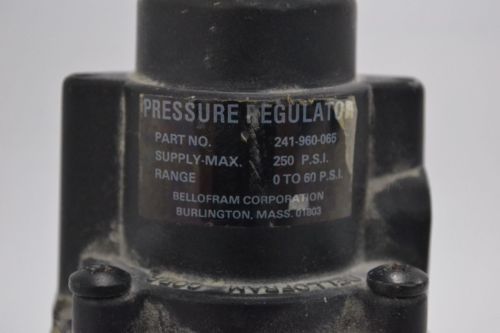 PRESSURE REGULATOR
PART NO. 241-960-065
SUPPLY-MAX. 250 P.S.I.
RANGE 0 TO 60 P.S.I.
BELLOFRAM CORPORATION
BURLINGTON, MASS. 01803
BELLOFRAM